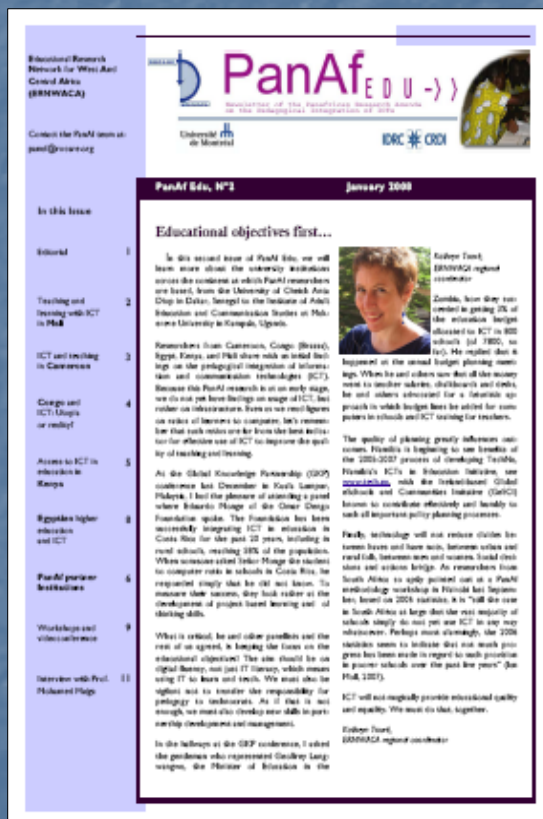 Educational Research
Network for West And
Central Africa
(ERNWACA)
Contact the PanAf team at:
PanAf EDU ->>
Newsletter of the PanAfrican Research Agenda
on the Pedagogical Integration of ICTs
Université
de Montréal
IDRC CRDI
PanAf Edu, N°2
January 2008
In this Issue
Editorial 1
Teaching and 2
learning with ICT
in Mali
ICT and teaching 3
in Cameroon
Congo and 4
ICT: Utopia
or reality?
Access to ICT in 5
education in
Kenya
Egyptian higher 8
education
and ICT
PanAf partner 6
Institutions
Workshops and 9
videoconference
Interview with Prof. 11
Mohamed Maïga
Educational objectives first…
In this second issue of PanAf Edu, we will
learn more about the university institutions
across the continent at which PanAf researchers
are based, from the University of Cheick Anta
Diop in Dakar, Senegal to the Institute of Adult
Education and Communication Studies at Mak-
erere University in Kampala, Uganda.
Researchers from Cameroon, Congo (Brazza),
Egypt, Kenya, and Mali share with us initial find-
ings on the pedagogical integration of informa-
tion and communication technologies (ICT).
Because this PanAf research is at an early stage,
we do not yet have findings on usage of ICT, but
rather on infrastructure. Even as we read figures
on ratios of learners to computer, let's remem-
ber that such ratios are far from the best indica-
tor for effective use of ICT to improve the qual-
ity of teaching and learning.
At the Global Knowledge Partnership (GKP)
conference last December in Kuala Lumpur,
Malaysia, I had the pleasure of attending a panel
where Eduardo Monge of the Omar Dengo
Foundation spoke. The Foundation has been
successfully integrating ICT in education in
Costa Rica for the past 20 years, including in
rural schools, reaching 58% of the population.
When someone asked Señor Monge the student
to computer ratio in schools in Costa Rica, he
responded simply that he did not know. To
measure their success, they look rather at the
development of project based learning and of
thinking skills.
What is critical, he and other panellists and the
rest of us agreed, is keeping the focus on the
educational objectives! The aim should be on
digital fluency, not just IT literacy, which means
using IT to learn and teach. We must also be
vigilant not to transfer the responsibility for
pedagogy to technocrats. As if that is not
enough, we must also develop new skills in part-
nership development and management.
In the hallways at the GKP conference, I asked
the gentleman who represented Geoffrey Lung-
wangwa, the Minister of Education in the
Kathryn Touré,
ERNWACA regional
coordinator
Zambia, how they suc-
ceeded in getting 3% of
the education budget
allocated to ICT in 800
schools (of 7800, so
far). He replied that it
happened at the annual budget planning meet-
ings. When he and others saw that all the money
went to teacher salaries, chalkboards and desks,
he and others advocated for a futuristic ap-
proach in which budget lines be added for com-
puters in schools and ICT training for teachers.
The quality of planning greatly influences out-
comes. Namibia is beginning to see benefits of
the 2006-2007 process of developing Tech/Na,
Namibia's ICTs in Education Initiative, see
with the Ireland-based Global
eSchools and Communities Initiative (GeSCI)
known to contribute effectively and humbly to
such all important policy planning processes.
Finally, technology will not reduce divides be-
tween haves and have nots, between urban and
rural folk, between men and women. Social deci-
sions and actions bridge. As researchers from
South Africa so aptly pointed out at a PanAf
methodology workshop in Nairobi last Septem-
ber, based on 2006 statistics, it is "still the case
in South Africa at large that the vast majority of
schools simply do not yet use ICT in any way
whatsoever. Perhaps most alarmingly, the 2006
statistics seem to indicate that not much pro-
gress has been made in regard to such provision
in poorer schools over the past five years" (Ian
Moll, 2007).
ICT will not magically provide educational quality
and equality. We must do that, together.
Kathryn Touré,
ERNWACA regional coordinator